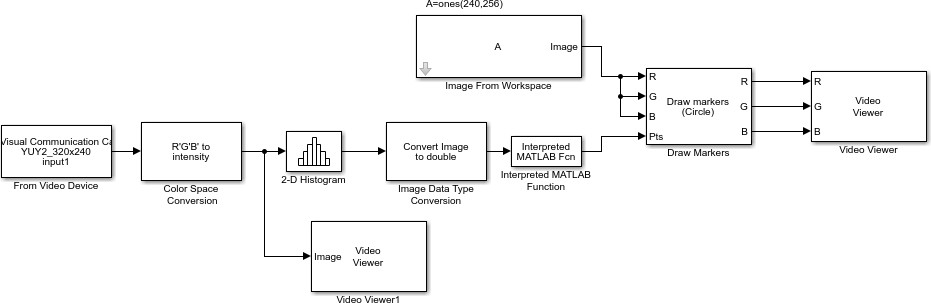 A=ones(240,256)
A
Image
Image From Workspace
R
G
B
Pts
Draw markers
(Circle)
R
G
B
Draw Markers
R
G
B
Video
Viewer
Video Viewer
Visual Communication Ca
YUY2_320x240
input1
From Video Device
R'G'B' to
intensity
Color Space
Conversion
2-D Histogram
Convert Image
to double
Image Data Type
Conversion
Interpreted
MATLAB Fcn
Interpreted MATLAB
Function
Image
Video
Viewer
Video Viewer1